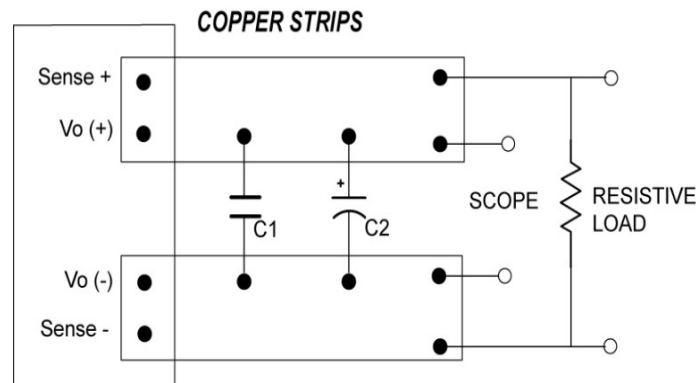 COPPER STRIPS
Sense +
Vo (+)
+
C1
C2
SCOPE
RESISTIVE
LOAD
Vo (-)
Sense -